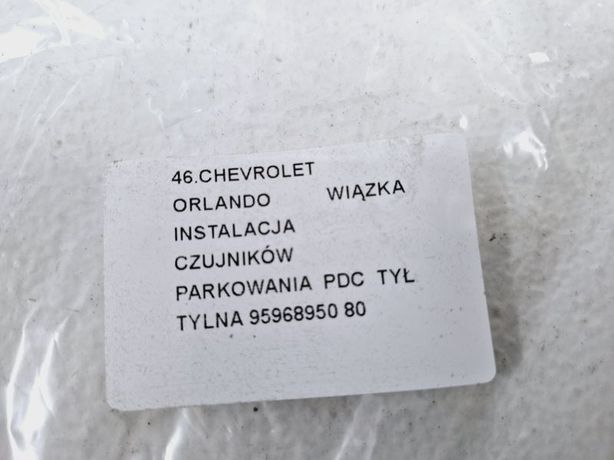 46.CHEVROLET
ORLANDO WIĄZKA
INSTALACJA
CZUJNIKÓW
PARKOWANIA PDC TYŁ
TYLNA 95968950 80